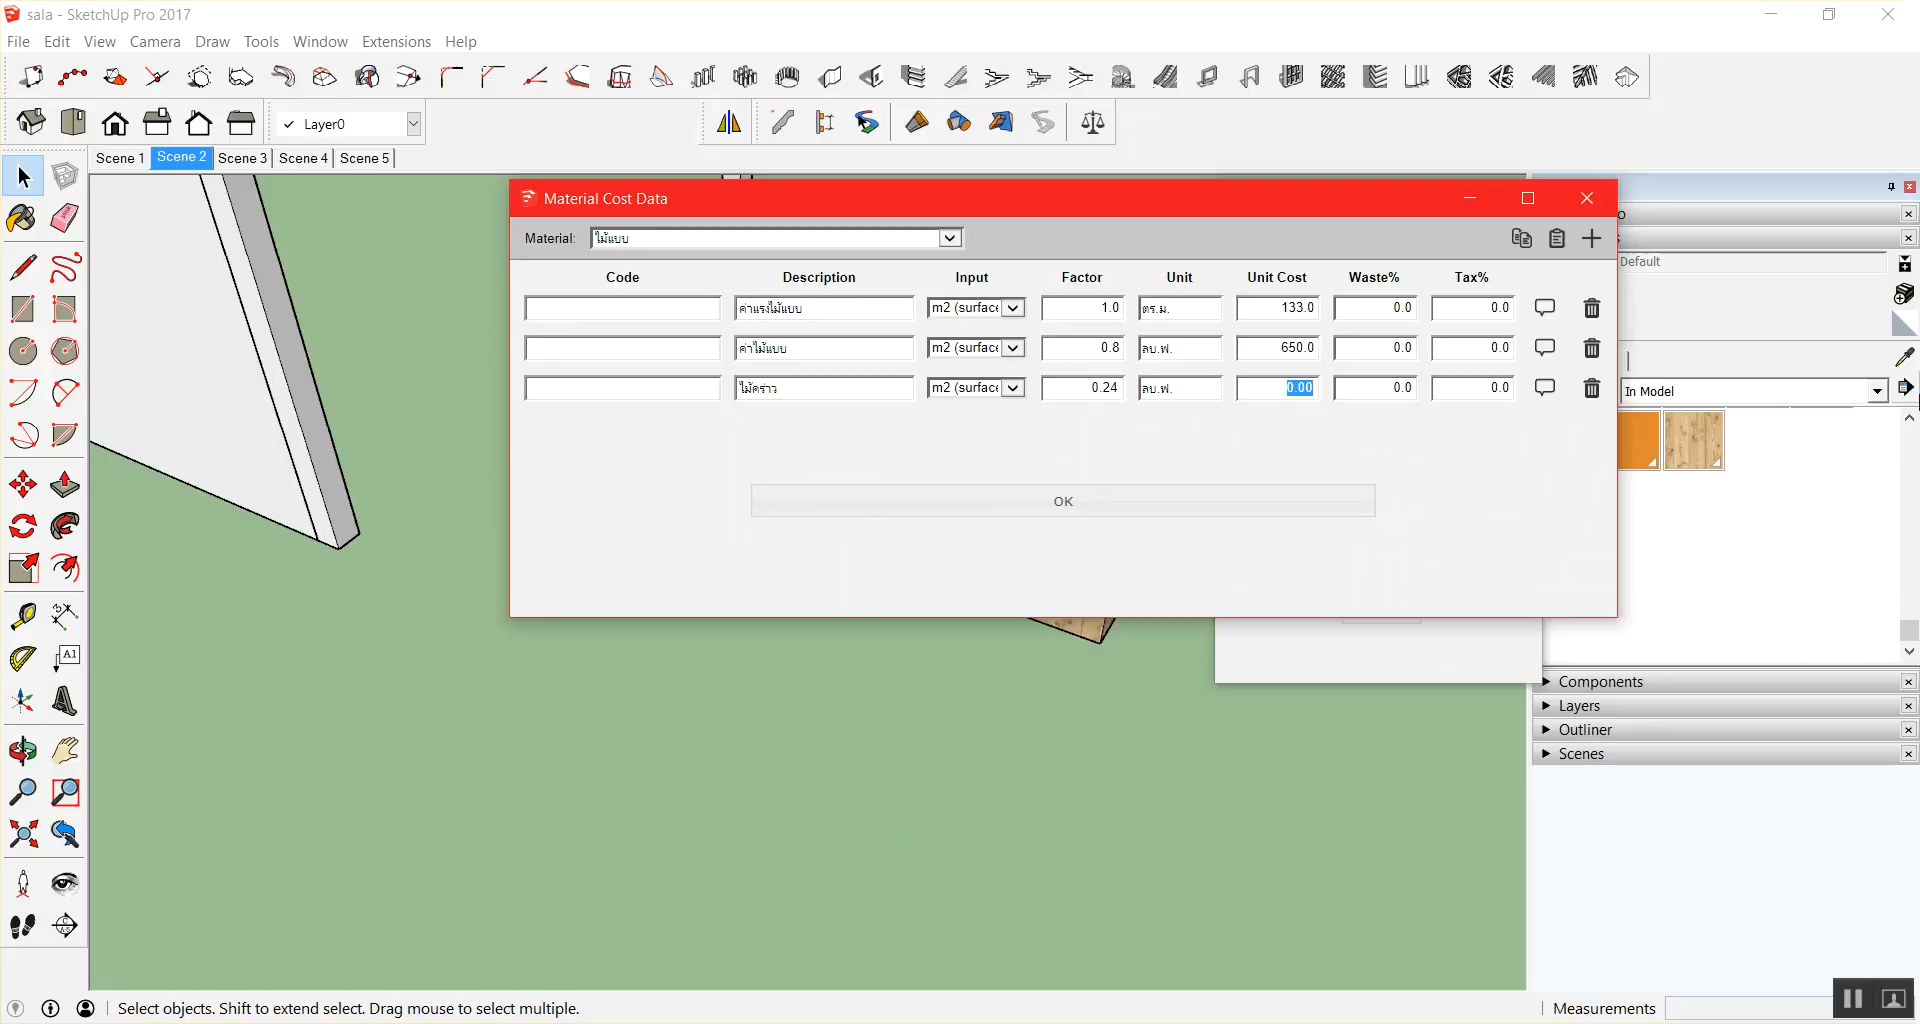 sala - SketchUp Pro 2017
File Edit View Camera Draw Tools Window Extensions Help
Layer0
Scene 1 Scene 2 Scene 3 Scene 4 Scene 5
Material Cost Data
Material: ไม้แบบ
Code Description Input Factor Unit Unit Cost Waste% Tax%
ค่าแรงไม้แบบ m2 (surfac 1.0 ตร.ม. 133.0 0.0 0.0
ค่าไม้แบบ m2 (surfac 0.8 ลบ.ฟ. 650.0 0.0 0.0
ไม้คร่าว m2 (surfac 0.24 ลบ.ฟ. 0.00 0.0 0.0
OK
Default
In Model
Components
Layers
Outliner
Scenes
A1
Select objects. Shift to extend select. Drag mouse to select multiple.
Measurements